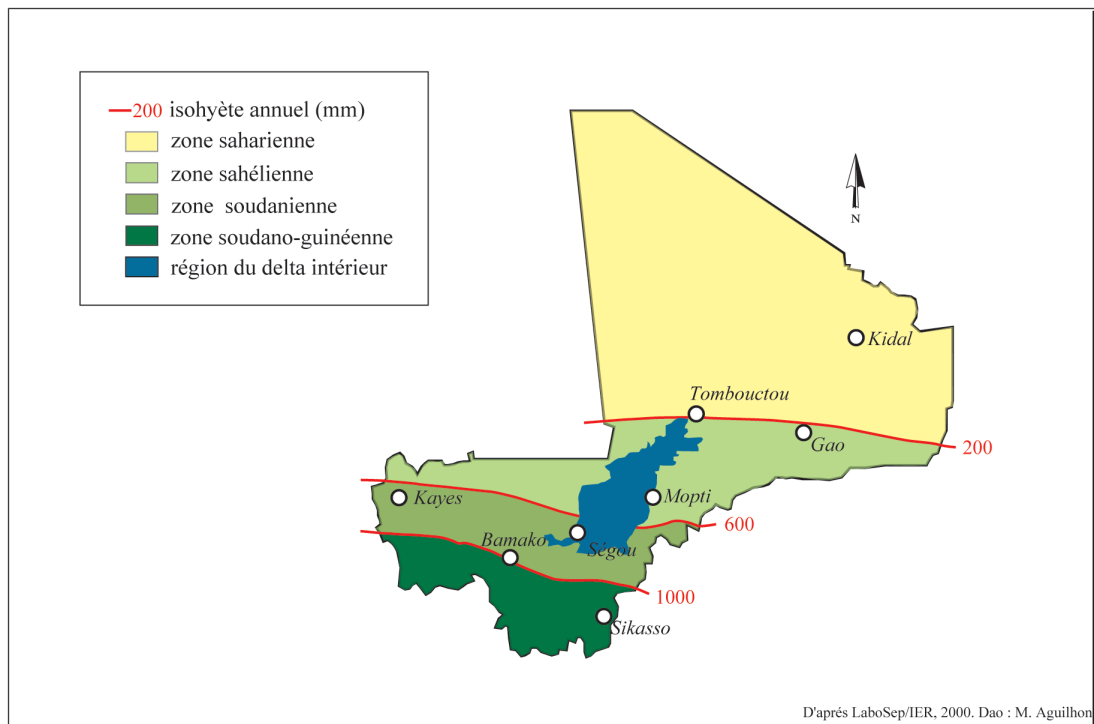 200 isohyète annuel (mm)
zone saharienne
zone sahélienne
zone soudanienne
zone soudano-guinéenne
région du delta intérieur
N
Kidal
Tombouctou
Gao
200
Kayes
Mopti
600
Bamako
Ségou
1000
Sikasso
D'aprés LaboSep/IER, 2000. Dao : M. Aguilhon